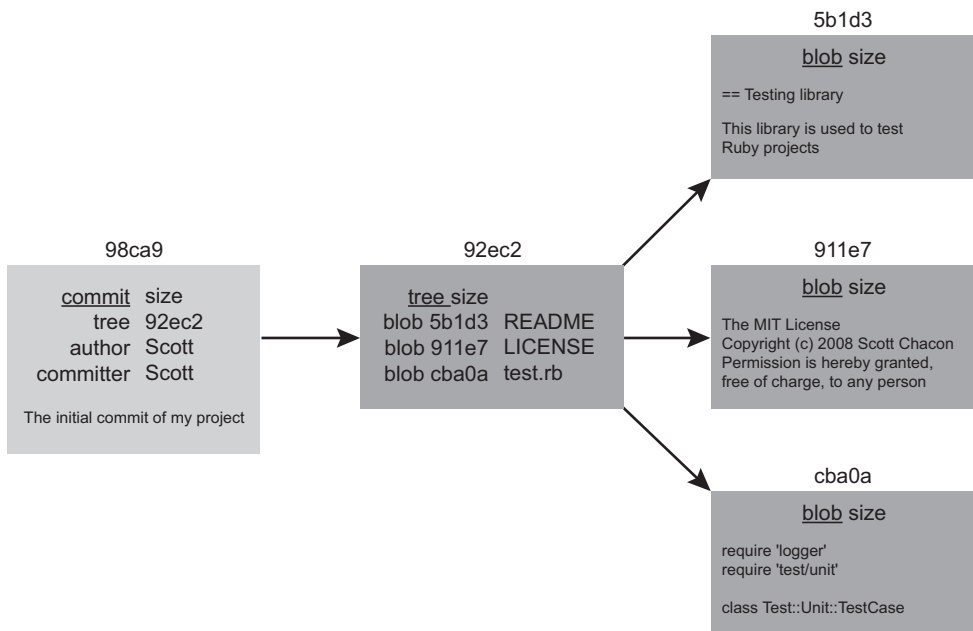 98ca9
commit size
tree 92ec2
author Scott
committer Scott
The initial commit of my project
92ec2
tree size
blob 5b1d3 README
blob 911e7 LICENSE
blob cba0a test.rb
5b1d3
blob size
== Testing library
This library is used to test
Ruby projects
911e7
blob size
The MIT License
Copyright (c) 2008 Scott Chacon
Permission is hereby granted,
free of charge, to any person
cba0a
blob size
require 'logger'
require 'test/unit'
class Test::Unit::TestCase